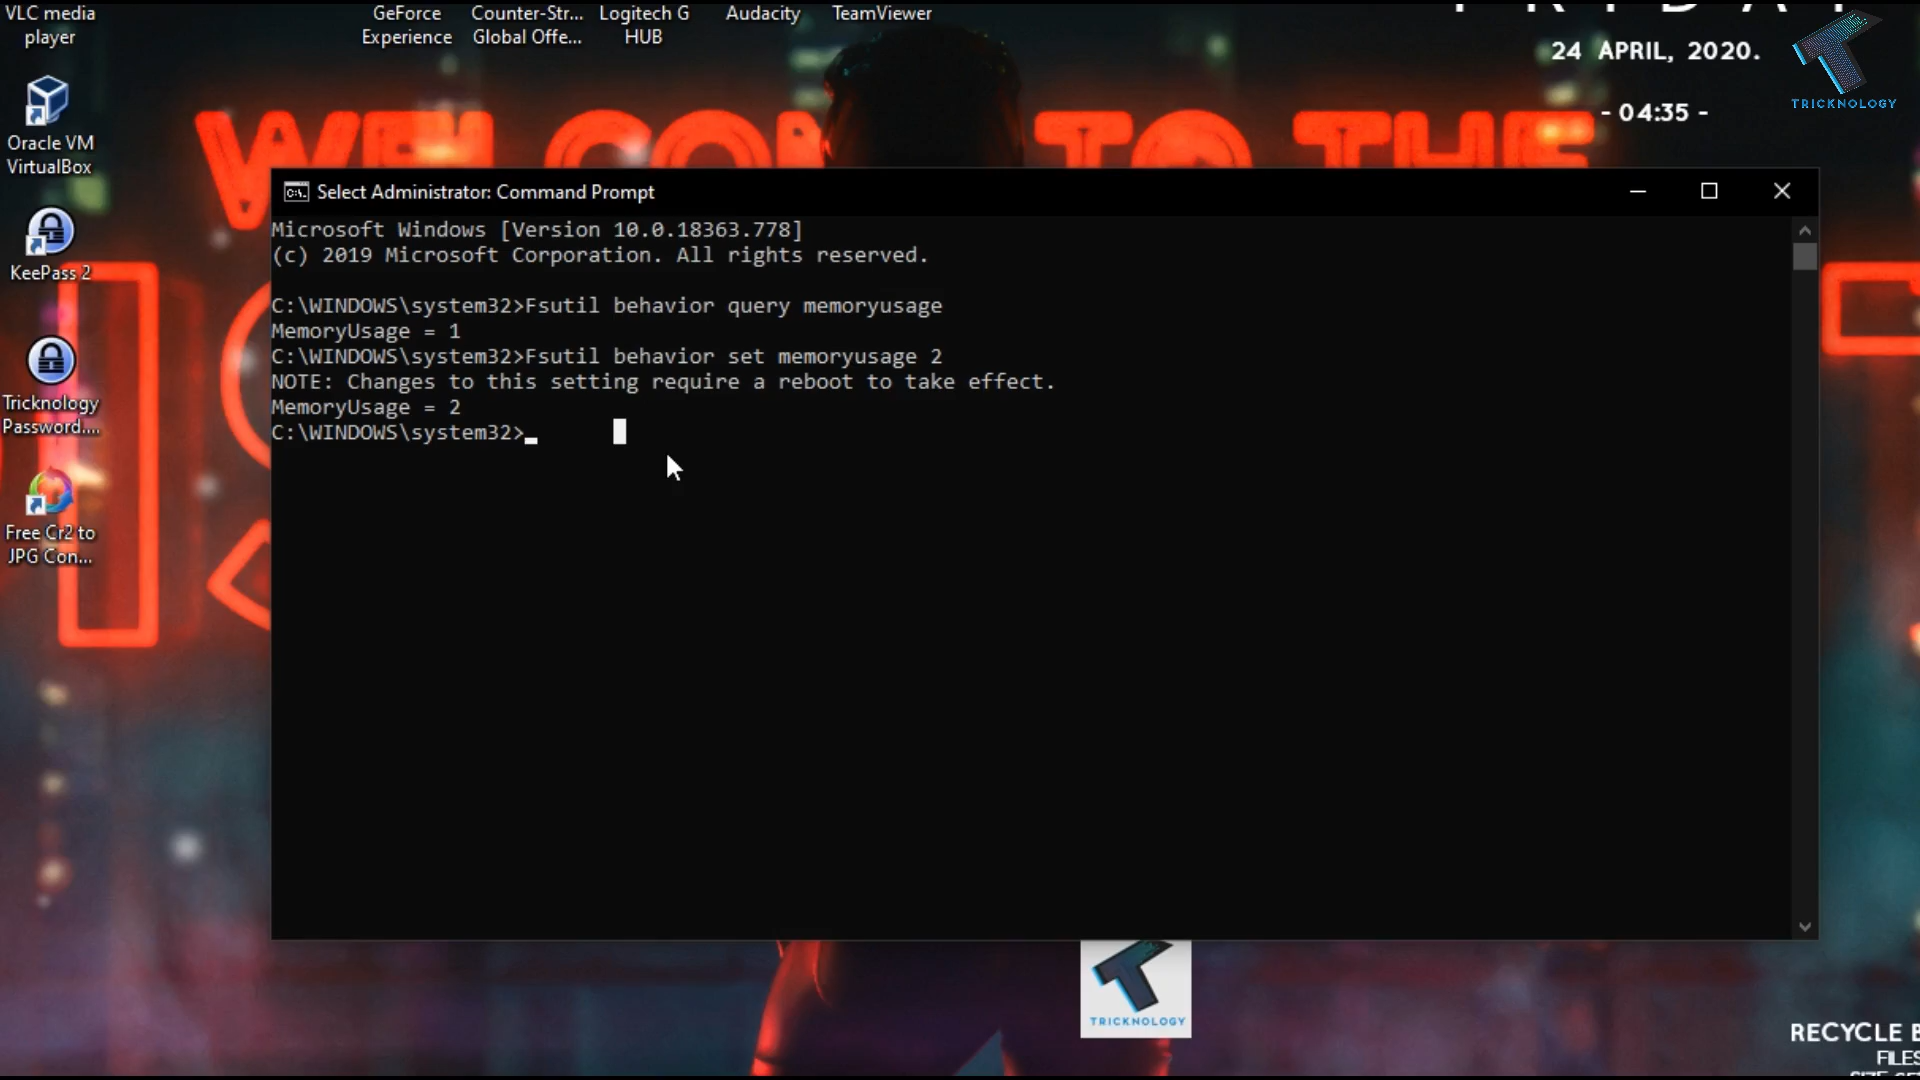 VLC media
player
GeForce
Experience
Counter-Str...
Global Offe...
Logitech G
HUB
Audacity
TeamViewer
24 APRIL, 2020.
- 04:35 -
TRICKNOLOGY
Oracle VM
VirtualBox
KeePass 2
Tricknology
Password....
Free Cr2 to
JPG Con...
WELCOME TO THE
Select Administrator: Command Prompt
Microsoft Windows [Version 10.0.18363.778]
(c) 2019 Microsoft Corporation. All rights reserved.
C:\WINDOWS\system32>Fsutil behavior query memoryusage
MemoryUsage = 1
C:\WINDOWS\system32>Fsutil behavior set memoryusage 2
NOTE: Changes to this setting require a reboot to take effect.
MemoryUsage = 2
C:\WINDOWS\system32>
TRICKNOLOGY
RECYCLE B
FILES